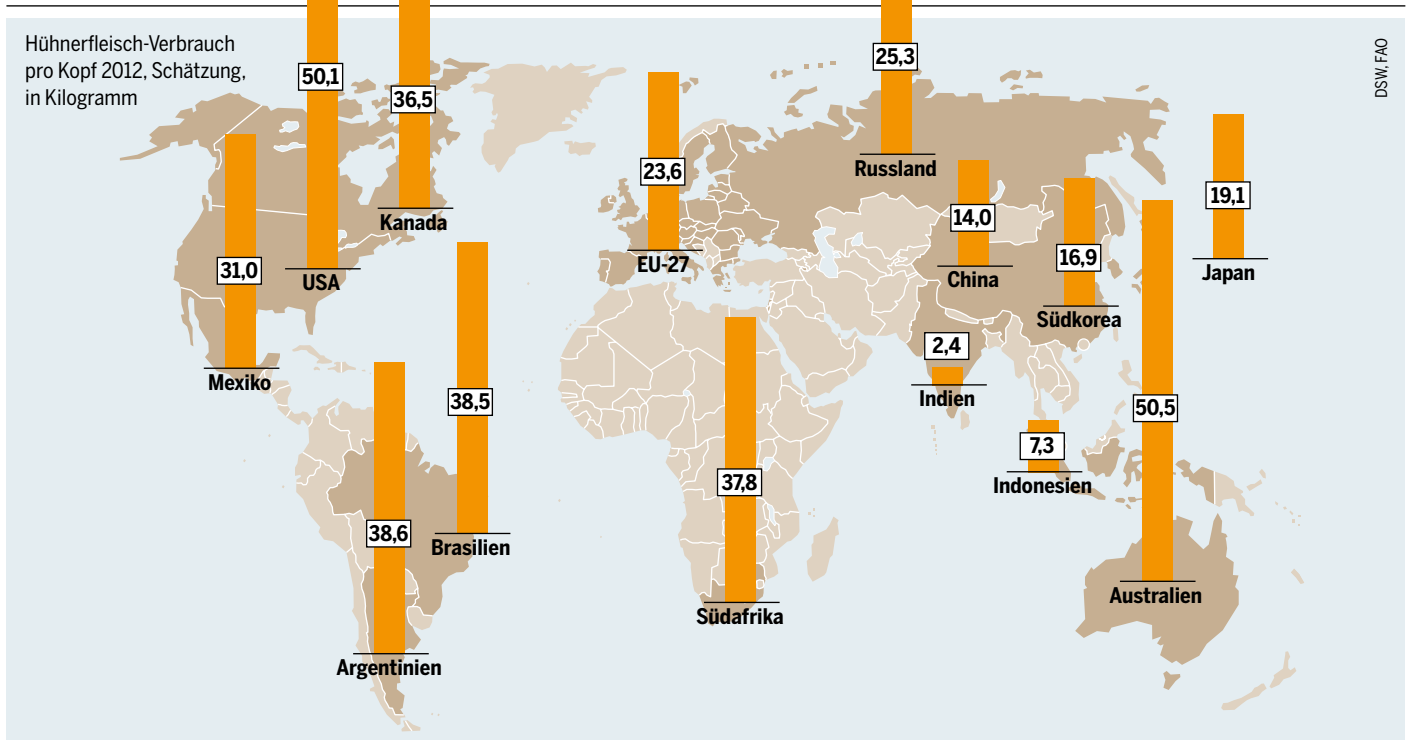 Hühnerfleisch-Verbrauch
pro Kopf 2012, Schätzung,
in Kilogramm
DSW, FAO
50,1
USA
36,5
Kanada
31,0
Mexiko
38,5
Brasilien
38,6
Argentinien
23,6
EU-27
37,8
Südafrika
25,3
Russland
14,0
China
16,9
Südkorea
19,1
Japan
2,4
Indien
7,3
Indonesien
50,5
Australien